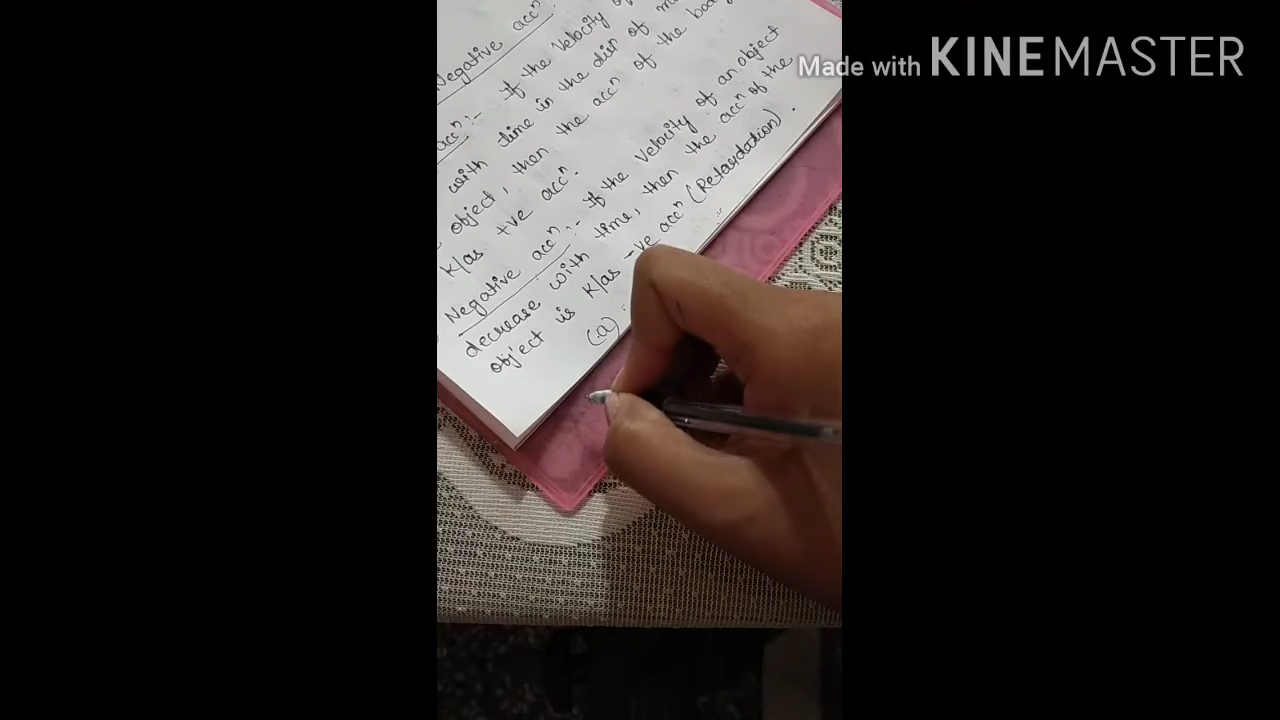 Made with KINEMASTER
Negative accⁿ:
accⁿ :- If the velocity
with time in the dirⁿ of
object, then the accⁿ of the
K/as +ve accⁿ.
Negative accⁿ :- If the velocity of an object
decrease with time, then the accⁿ of the
object is K/as -ve accⁿ (Retardation).
(.a)